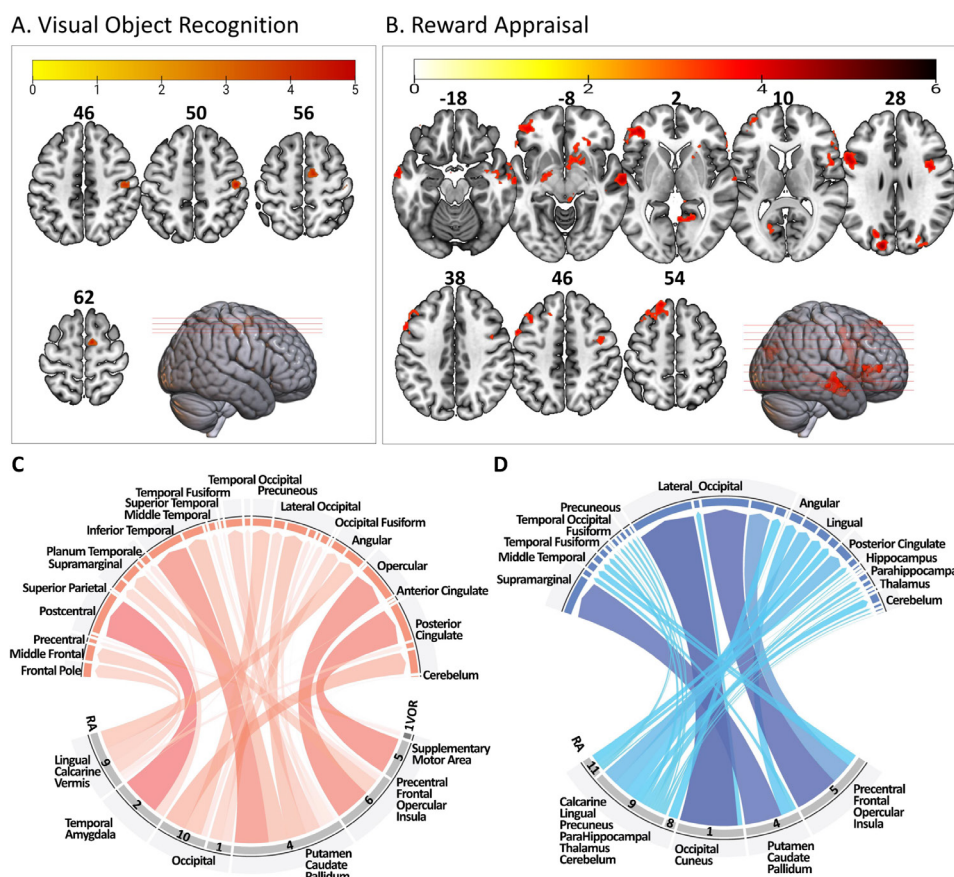 A. Visual Object Recognition
B. Reward Appraisal
0 1 2 3 4 5
0 2 4 6
46 50 56
-18 -8 2 10 28
62
38 46 54
C
D
Temporal Occipital
Precuneous
Temporal Fusiform
Superior Temporal
Middle Temporal
Inferior Temporal
Planum Temporale
Supramarginal
Superior Parietal
Postcentral
Precentral
Middle Frontal
Frontal Pole
Lateral Occipital
Occipital Fusiform
Angular
Opercular
Anterior Cingulate
Posterior
Cingulate
Cerebelum
RA
9
2
10
1
4
6
5
1VOR
Lingual
Calcarine
Vermis
Temporal
Amygdala
Occipital
Putamen
Caudate
Pallidum
Precentral
Frontal
Opercular
Insula
Supplementary
Motor Area
Lateral_Occipital
Precuneous
Temporal Occipital
Fusiform
Temporal Fusiform
Middle Temporal
Supramarginal
Angular
Lingual
Posterior Cingulate
Hippocampus
Parahippocampa
Thalamus
Cerebelum
RA
11
9
8
1
4
5
Calcarine
Lingual
Precuneus
ParaHippocampal
Thalamus
Cerebelum
Occipital
Cuneus
Putamen
Caudate
Pallidum
Precentral
Frontal
Opercular
Insula